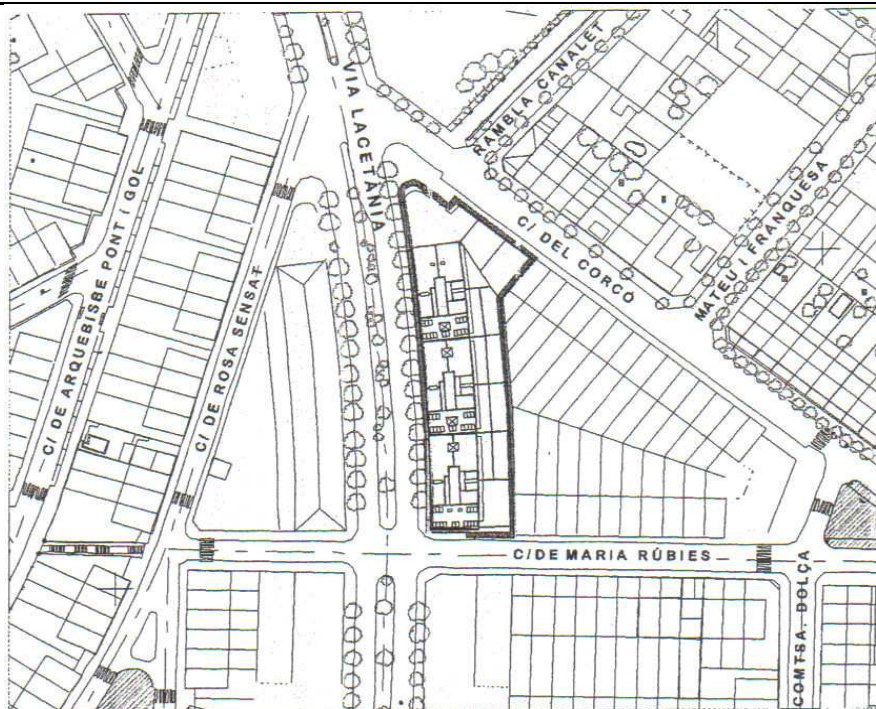 VIA LACETÀNIA
RAMBLA CANALET
C/ DEL CORCÓ
MATEU I FRANQUESA
C/ DE ARQUEBISBE PONT I GOL
C/ DE ROSA SENSAT
C/DE MARIA RÚBIES
COMTSA. DOLÇA